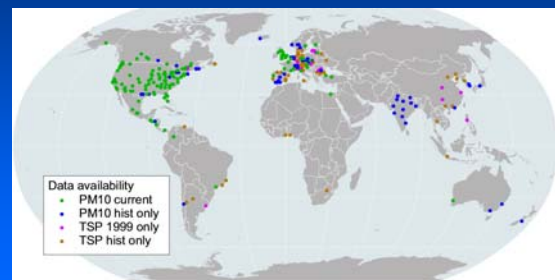 Data availability
PM10 current
PM10 hist only
TSP 1999 only
TSP hist only